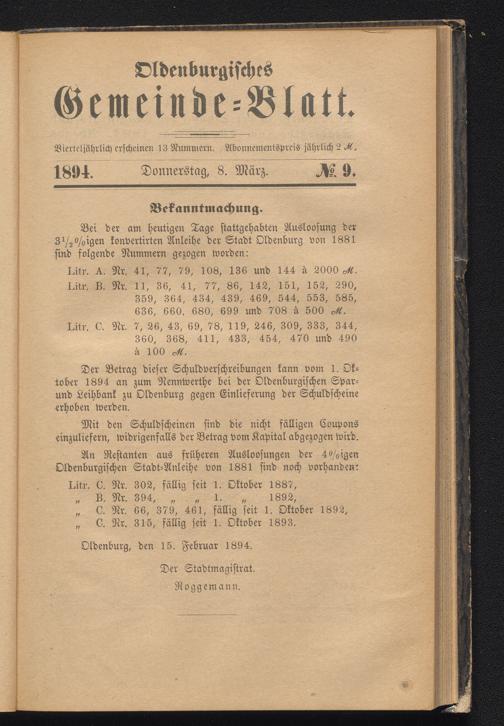 Oldenburgisches
Gemeinde-Blatt.
Vierteljährlich erscheinen 13 Nummern. Abonnementspreis jährlich 2 ℳ.
1894. Donnerstag, 8. März. № 9.
Bekanntmachung.
Bei der am heutigen Tage stattgehabten Ausloosung der
3½%igen konvertirten Anleihe der Stadt Oldenburg von 1881
sind folgende Nummern gezogen worden:
Litr. A. Nr. 41, 77, 79, 108, 136 und 144 à 2000 ℳ.
Litr. B. Nr. 11, 36, 41, 77, 86, 142, 151, 152, 290,
359, 364, 434, 439, 469, 544, 553, 585,
636, 660, 680, 699 und 708 à 500 ℳ.
Litr. C. Nr. 7, 26, 43, 69, 78, 119, 246, 309, 333, 344,
360, 368, 411, 433, 454, 470 und 490
à 100 ℳ.
Der Betrag dieser Schuldverschreibungen kann vom 1. Ok-
tober 1894 an zum Nennwerthe bei der Oldenburgischen Spar-
und Leihbank zu Oldenburg gegen Einlieferung der Schuldscheine
erhoben werden.
Mit den Schuldscheinen sind die nicht fälligen Coupons
einzuliefern, widrigenfalls der Betrag vom Kapital abgezogen wird.
An Restanten aus früheren Ausloosungen der 4%igen
Oldenburgischen Stadt-Anleihe von 1881 sind noch vorhanden:
Litr. C. Nr. 302, fällig seit 1. Oktober 1887,
„ B. Nr. 394, „ „ 1. „ 1892,
„ C. Nr. 66, 379, 461, fällig seit 1. Oktober 1892,
„ C. Nr. 315, fällig seit 1. Oktober 1893.
Oldenburg, den 15. Februar 1894.
Der Stadtmagistrat.
Roggemann.